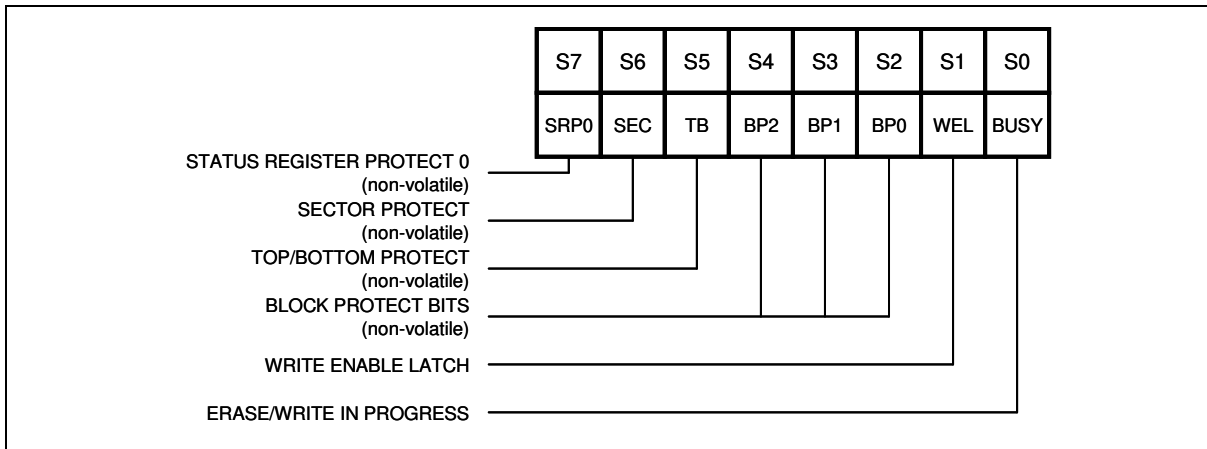 S7 S6 S5 S4 S3 S2 S1 S0
SRP0 SEC TB BP2 BP1 BP0 WEL BUSY
STATUS REGISTER PROTECT 0
(non-volatile)
SECTOR PROTECT
(non-volatile)
TOP/BOTTOM PROTECT
(non-volatile)
BLOCK PROTECT BITS
(non-volatile)
WRITE ENABLE LATCH
ERASE/WRITE IN PROGRESS